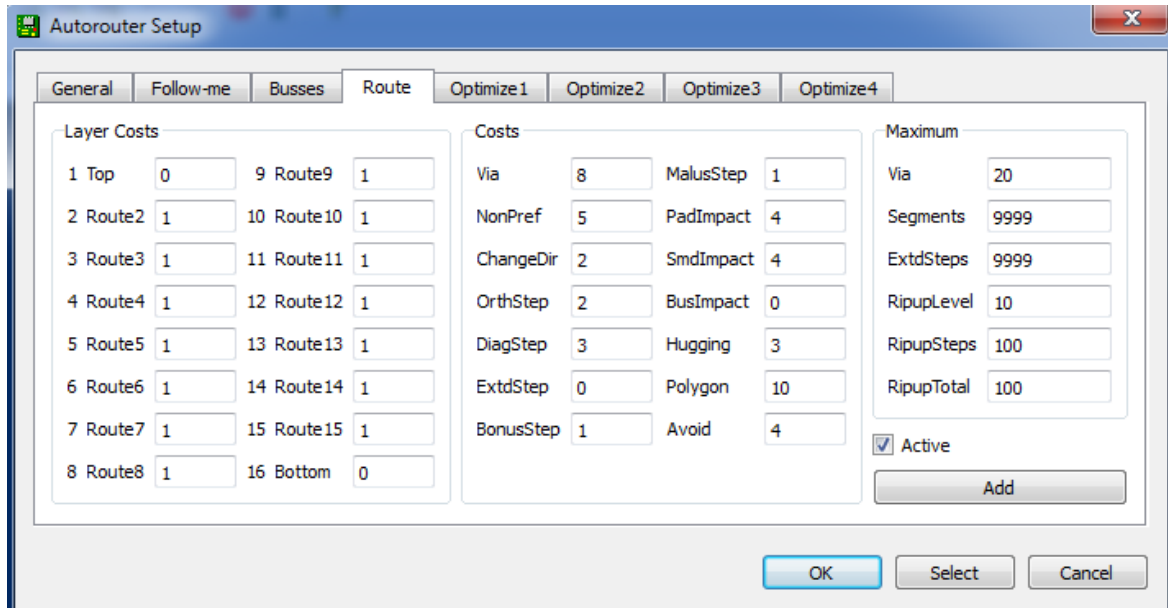 Autorouter Setup
General Follow-me Busses Route Optimize1 Optimize2 Optimize3 Optimize4
Layer Costs Costs Maximum
1 Top 0 9 Route9 1 Via 8 MalusStep 1 Via 20
2 Route2 1 10 Route10 1 NonPref 5 PadImpact 4 Segments 9999
3 Route3 1 11 Route11 1 ChangeDir 2 SmdImpact 4 ExtdSteps 9999
4 Route4 1 12 Route12 1 OrthStep 2 BusImpact 0 RipupLevel 10
5 Route5 1 13 Route13 1 DiagStep 3 Hugging 3 RipupSteps 100
6 Route6 1 14 Route14 1 ExtdStep 0 Polygon 10 RipupTotal 100
7 Route7 1 15 Route15 1 BonusStep 1 Avoid 4
Active
8 Route8 1 16 Bottom 0
Add
OK Select Cancel